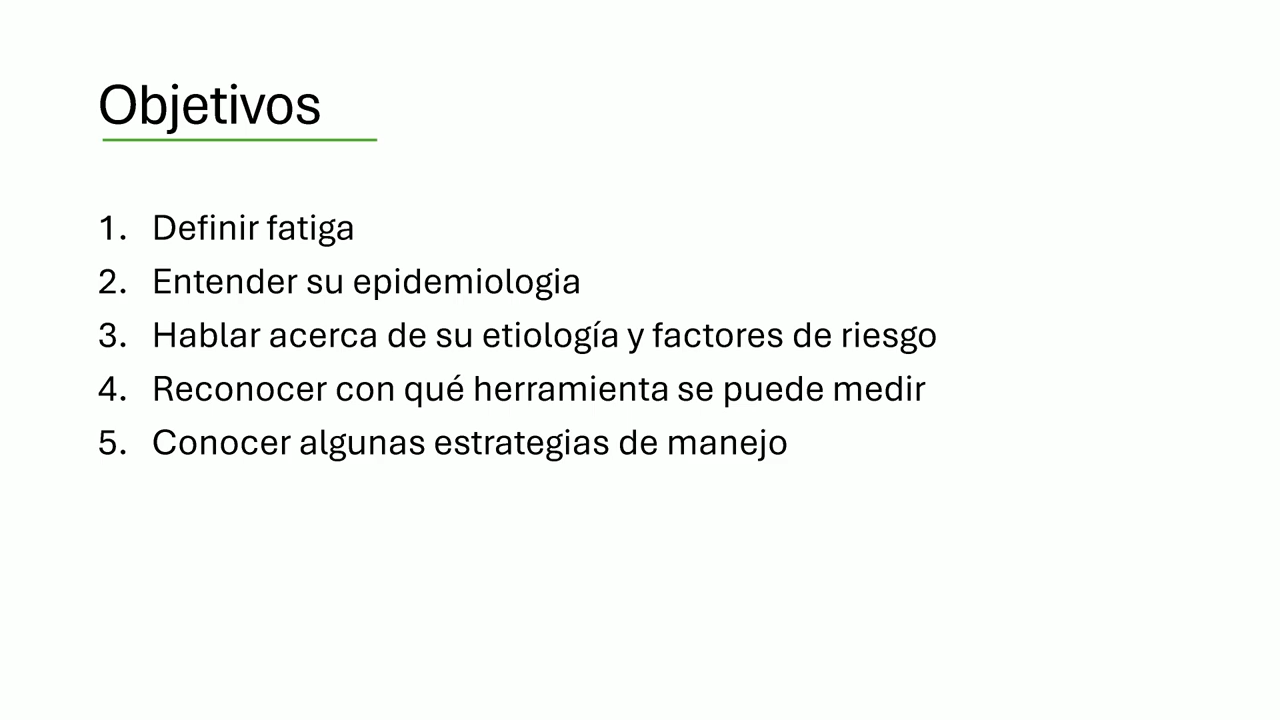 Objetivos
1. Definir fatiga
2. Entender su epidemiologia
3. Hablar acerca de su etiología y factores de riesgo
4. Reconocer con qué herramienta se puede medir
5. Conocer algunas estrategias de manejo